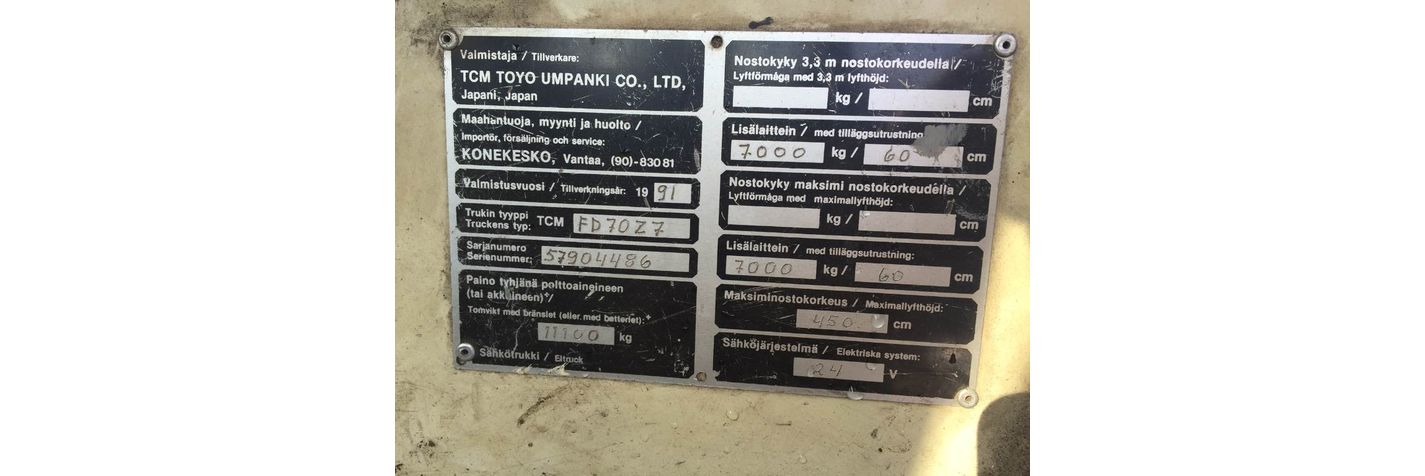 Valmistaja / Tillverkare:
TCM TOYO UMPANKI CO., LTD,
Japani, Japan
Maahantuoja, myynti ja huolto /
Importör, försäljning och service:
KONEKESKO, Vantaa, (90)-830 81
Valmistusvuosi / Tillverkningsår: 19 91
Trukin tyyppi
Truckens typ: TCM FD70Z7
Sarjanumero
Serienummer: 57904486
Paino tyhjänä polttoaineineen
(tai akkuineen)+/
Tomvikt med bränslet (eller med batteriet):+
11100 kg
Sähkötrukki / Eltruck
Nostokyky 3,3 m nostokorkeudella /
Lyftförmåga med 3,3 m lyfthöjd:
kg / cm
Lisälaittein / med tilläggsutrustning:
7000 kg / 60 cm
Nostokyky maksimi nostokorkeudella /
Lyftförmåga med maximallyfthöjd:
kg / cm
Lisälaittein / med tilläggsutrustning:
7000 kg / 60 cm
Maksiminostokorkeus / Maximallyfthöjd:
450 cm
Sähköjärjestelmä / Elektriska system:
24 V